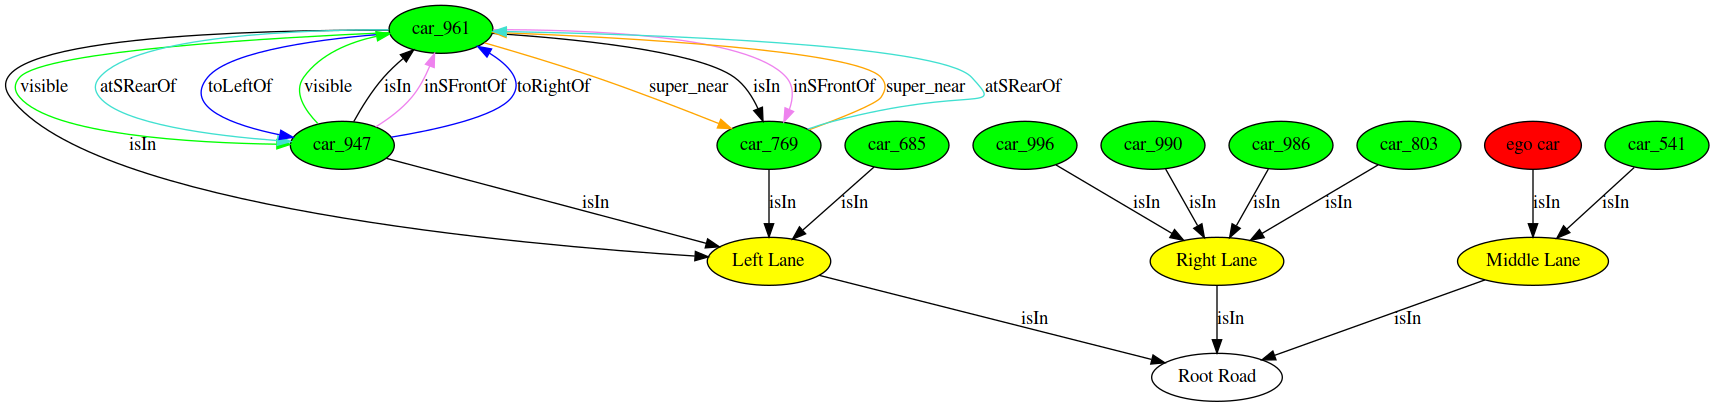 car_961
visible
atSRearOf
toLeftOf
visible
isIn
inSFrontOf
toRightOf
super_near
isIn
inSFrontOf
super_near
atSRearOf
isIn
car_947
car_769
car_685
car_996
car_990
car_986
car_803
ego car
car_541
isIn
isIn
isIn
isIn
isIn
isIn
isIn
isIn
isIn
Left Lane
Right Lane
Middle Lane
isIn
isIn
isIn
Root Road